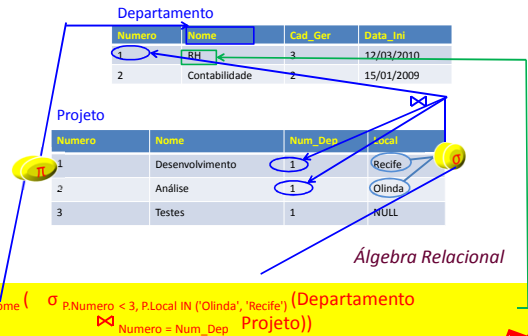 Departamento
Numero Nome Cad_Ger Data_Ini
1 RH 3 12/03/2010
2 Contabilidade 2 15/01/2009
⋈
Projeto
Numero Nome Num_Dep Local
1 Desenvolvimento 1 Recife
2 Análise 1 Olinda
3 Testes 1 NULL
π
σ
Álgebra Relacional
( σ P.Numero < 3, P.Local IN ('Olinda', 'Recife') (Departamento
⋈ Numero = Num_Dep Projeto))